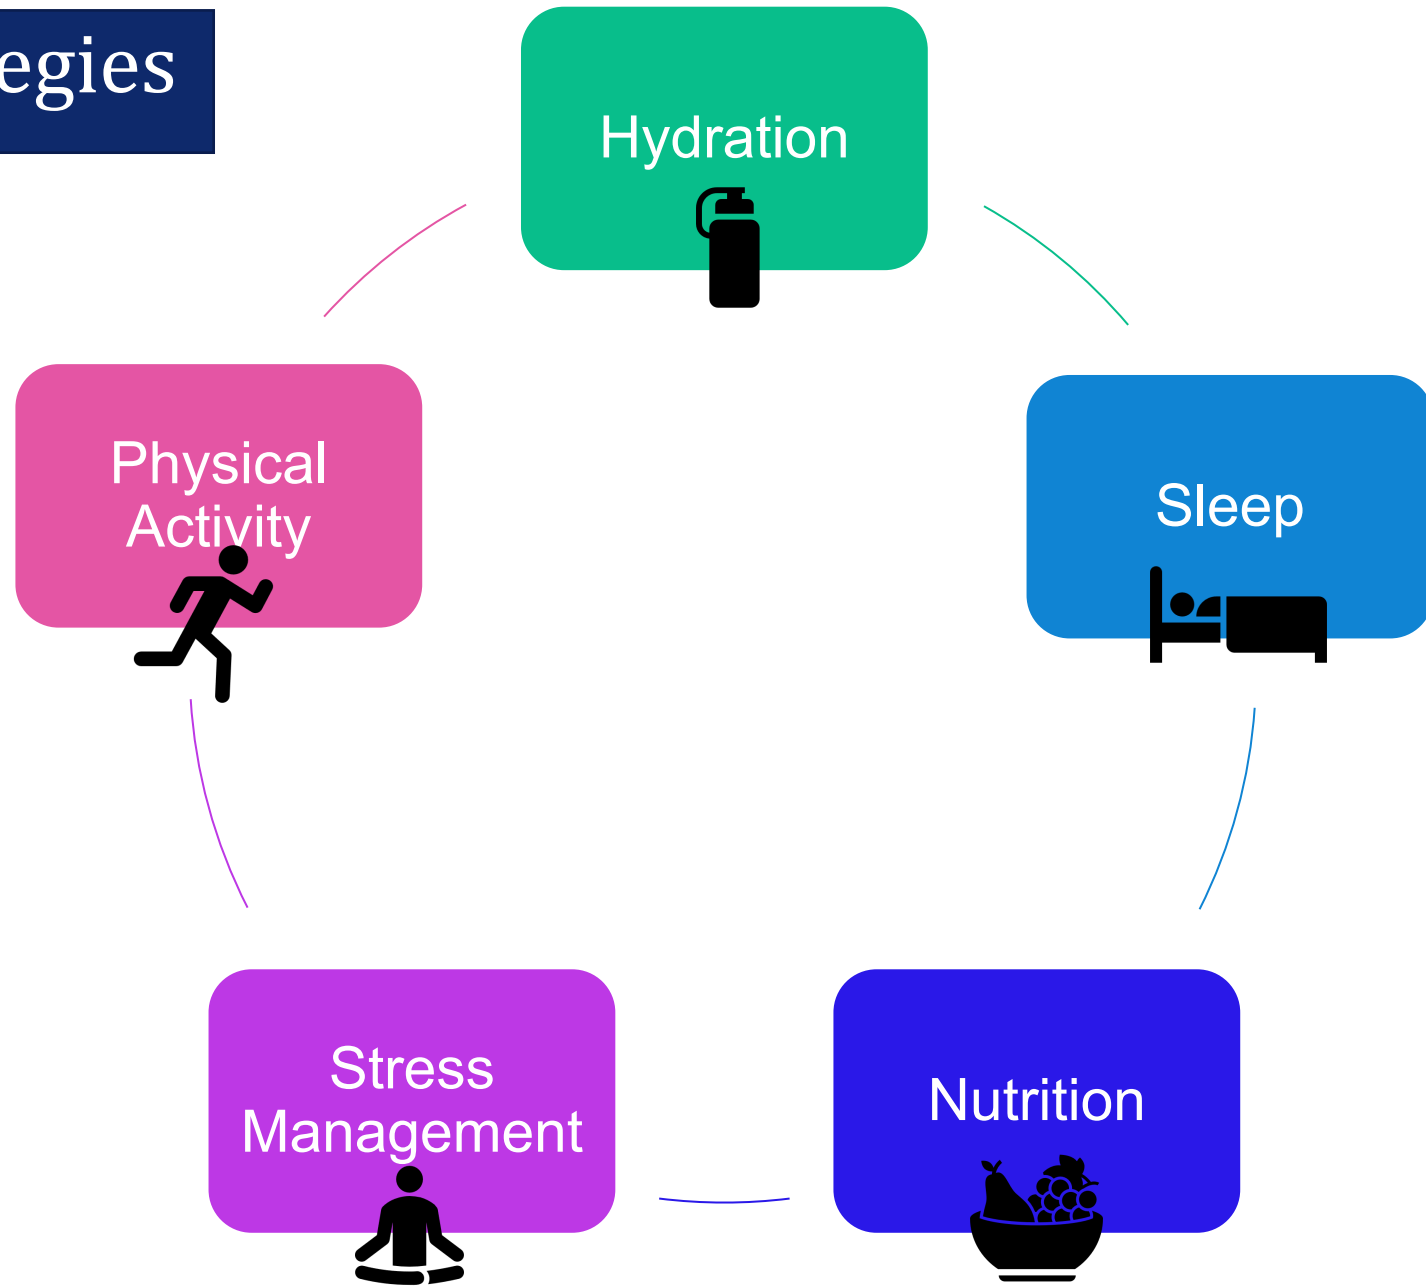 egies
Hydration
Physical
Activity
Sleep
Stress
Management
Nutrition